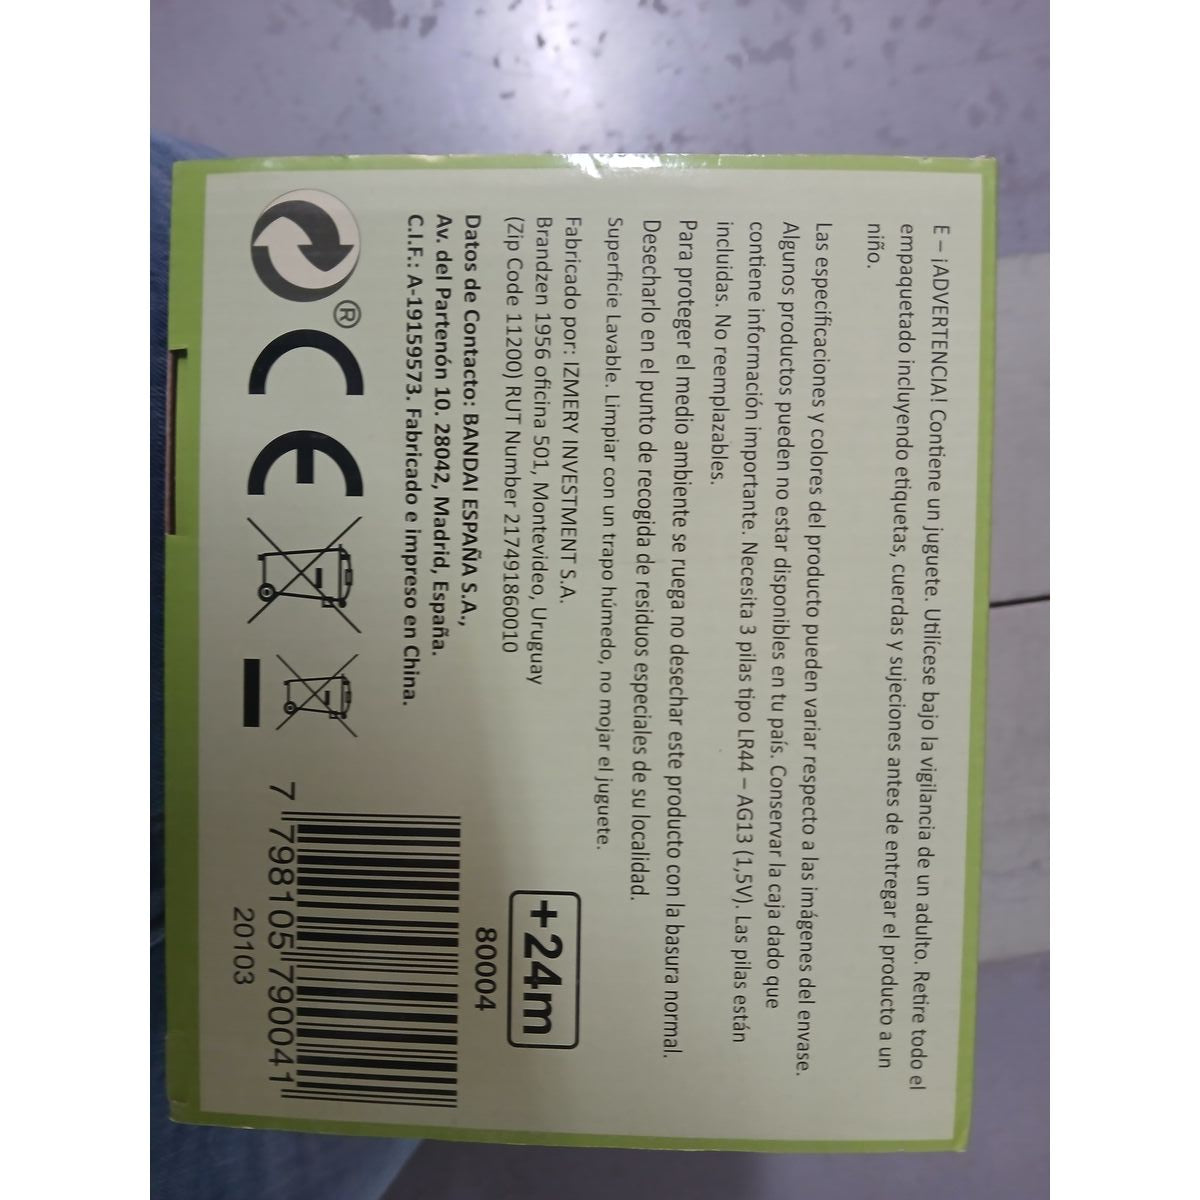 E – ¡ADVERTENCIA! Contiene un juguete. Utilícese bajo la vigilancia de un adulto. Retire todo el
empaquetado incluyendo etiquetas, cuerdas y sujeciones antes de entregar el producto a un
niño.
Las especificaciones y colores del producto pueden variar respecto a las imágenes del envase.
Algunos productos pueden no estar disponibles en tu país. Conservar la caja dado que
contiene información importante. Necesita 3 pilas tipo LR44 – AG13 (1,5V). Las pilas están
incluidas. No reemplazables.
Para proteger el medio ambiente se ruega no desechar este producto con la basura normal.
Desecharlo en el punto de recogida de residuos especiales de su localidad.
Superficie Lavable. Limpiar con un trapo húmedo, no mojar el juguete.
Fabricado por: IZMERY INVESTMENT S.A.
Brandzen 1956 oficina 501, Montevideo, Uruguay
(Zip Code 11200) RUT Number 217491860010
Datos de Contacto: BANDAI ESPAÑA S.A.,
Av. del Partenón 10. 28042, Madrid, España.
C.I.F.: A-19159573. Fabricado e impreso en China.
+24m
80004
® CE
7 798105 790041
20103